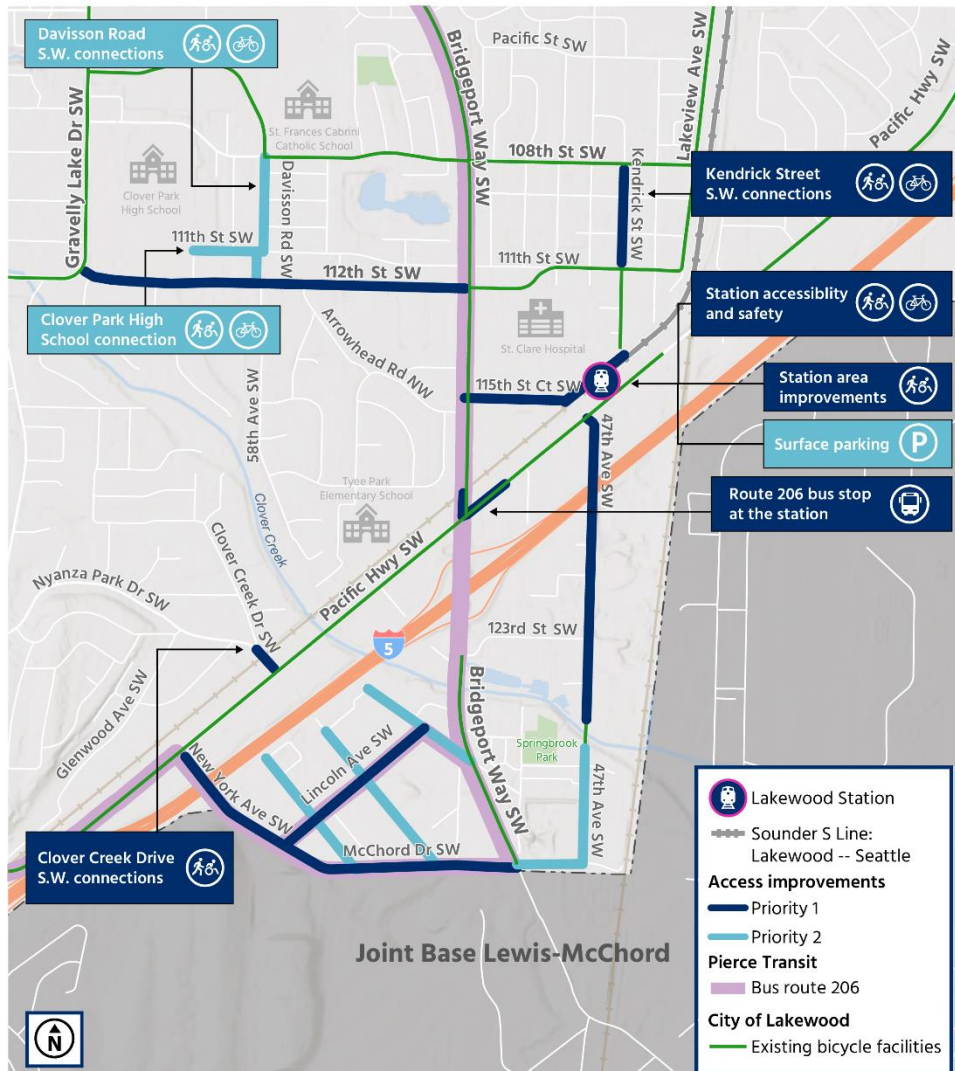 Davisson Road
S.W. connections
Pacific St SW
Bridgeport Way SW
Lakeview Ave SW
Pacific Hwy SW
St. Frances Cabrini
Catholic School
Gravelly Lake Dr SW
Clover Park
High School
Davisson Rd SW
108th St SW
Kendrick St SW
Kendrick Street
S.W. connections
111th St SW
112th St SW
111th St SW
Station accessiblity
and safety
Clover Park High
School connection
Arrowhead Rd NW
St. Clare Hospital
58th Ave SW
115th St Ct SW
Station area
improvements
47th Ave SW
Surface parking
P
Tyee Park
Elementary School
Route 206 bus stop
at the station
Clover Creek
Pacific Hwy SW
Nyanza Park Dr SW
Clover Creek Dr SW
123rd St SW
5
Glenwood Ave SW
Bridgeport Way SW
Springbrook
Park
New York Ave SW
Lincoln Ave SW
47th Ave SW
McChord Dr SW
Clover Creek Drive
S.W. connections
Joint Base Lewis-McChord
Lakewood Station
Sounder S Line:
Lakewood -- Seattle
Access improvements
Priority 1
Priority 2
Pierce Transit
Bus route 206
City of Lakewood
Existing bicycle facilities
N